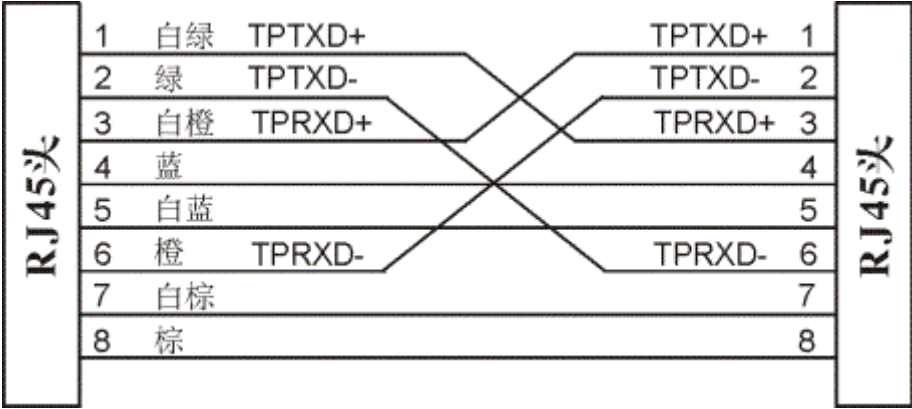 RJ45头
1 白绿 TPTXD+ TPTXD+ 1
2 绿 TPTXD- TPTXD- 2
3 白橙 TPRXD+ TPRXD+ 3
4 蓝 4
5 白蓝 5
6 橙 TPRXD- TPRXD- 6
7 白棕 7
8 棕 8
RJ45头